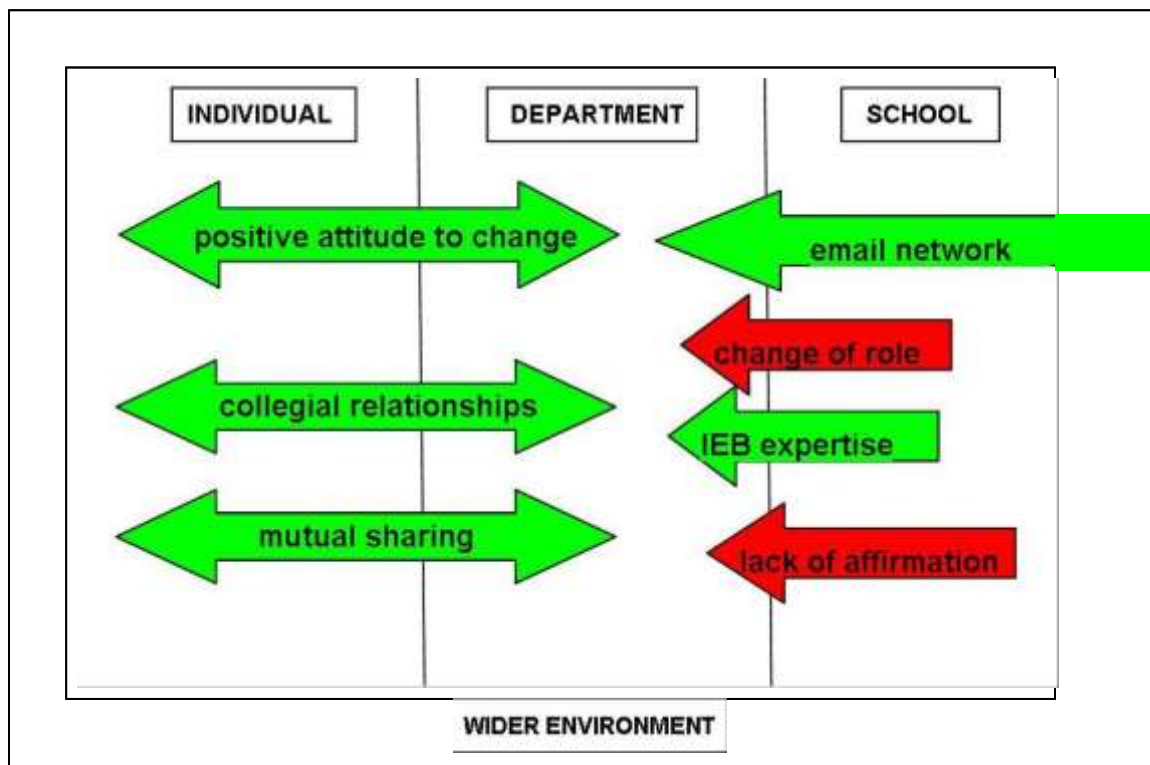 INDIVIDUAL
DEPARTMENT
SCHOOL
positive attitude to change
email network
change of role
collegial relationships
IEB expertise
mutual sharing
lack of affirmation
WIDER ENVIRONMENT